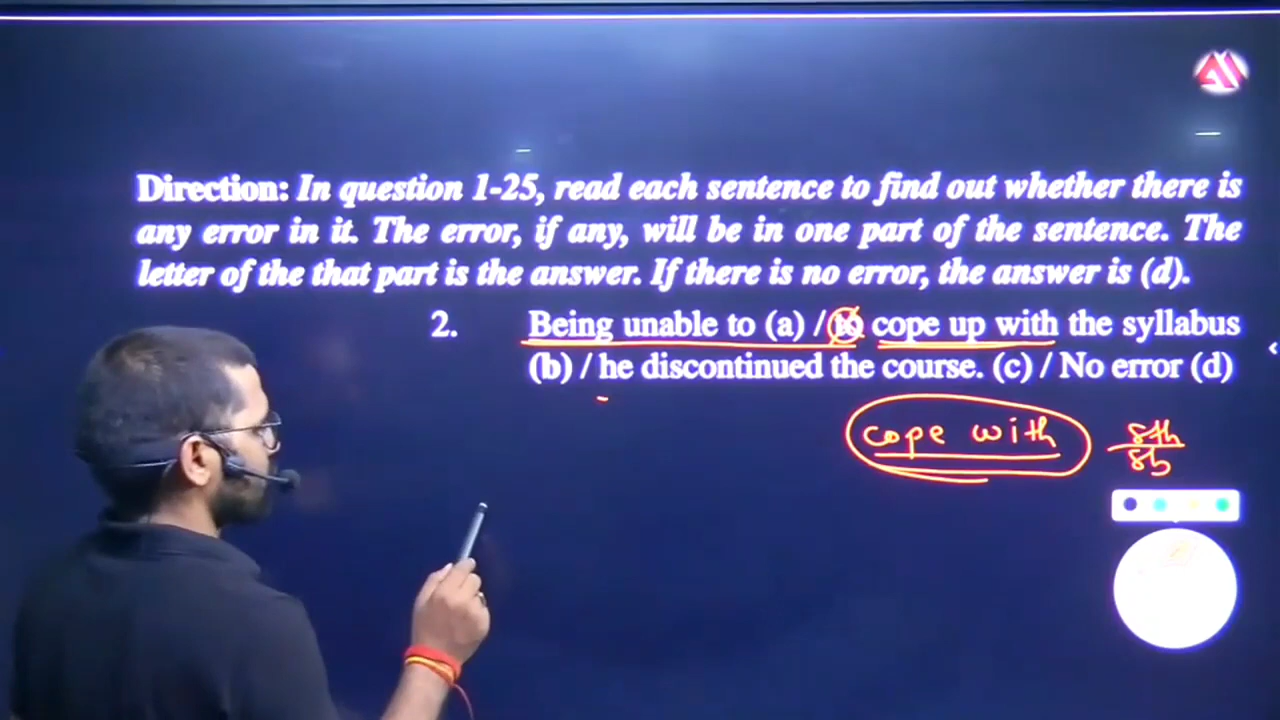 Direction: In question 1-25, read each sentence to find out whether there is
any error in it. The error, if any, will be in one part of the sentence. The
letter of the that part is the answer. If there is no error, the answer is (d).
2. Being unable to (a) / to cope up with the syllabus
(b) / he discontinued the course. (c) / No error (d)
cope with
sth
sb